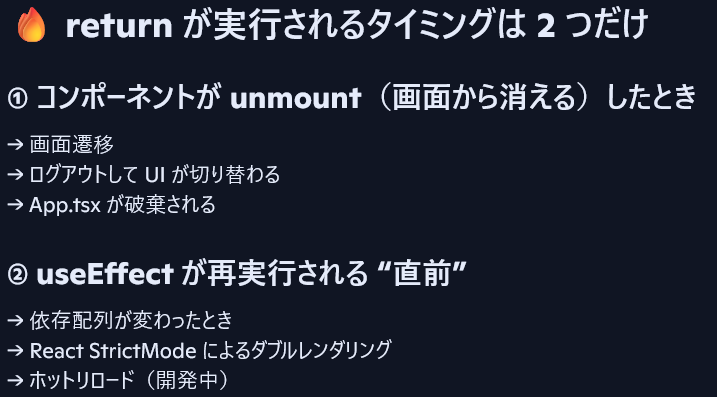 🔥 return が実行されるタイミングは 2 つだけ
① コンポーネントが unmount（画面から消える）したとき
→ 画面遷移
→ ログアウトして UI が切り替わる
→ App.tsx が破棄される
② useEffect が再実行される “直前”
→ 依存配列が変わったとき
→ React StrictMode によるダブルレンダリング
→ ホットリロード（開発中）